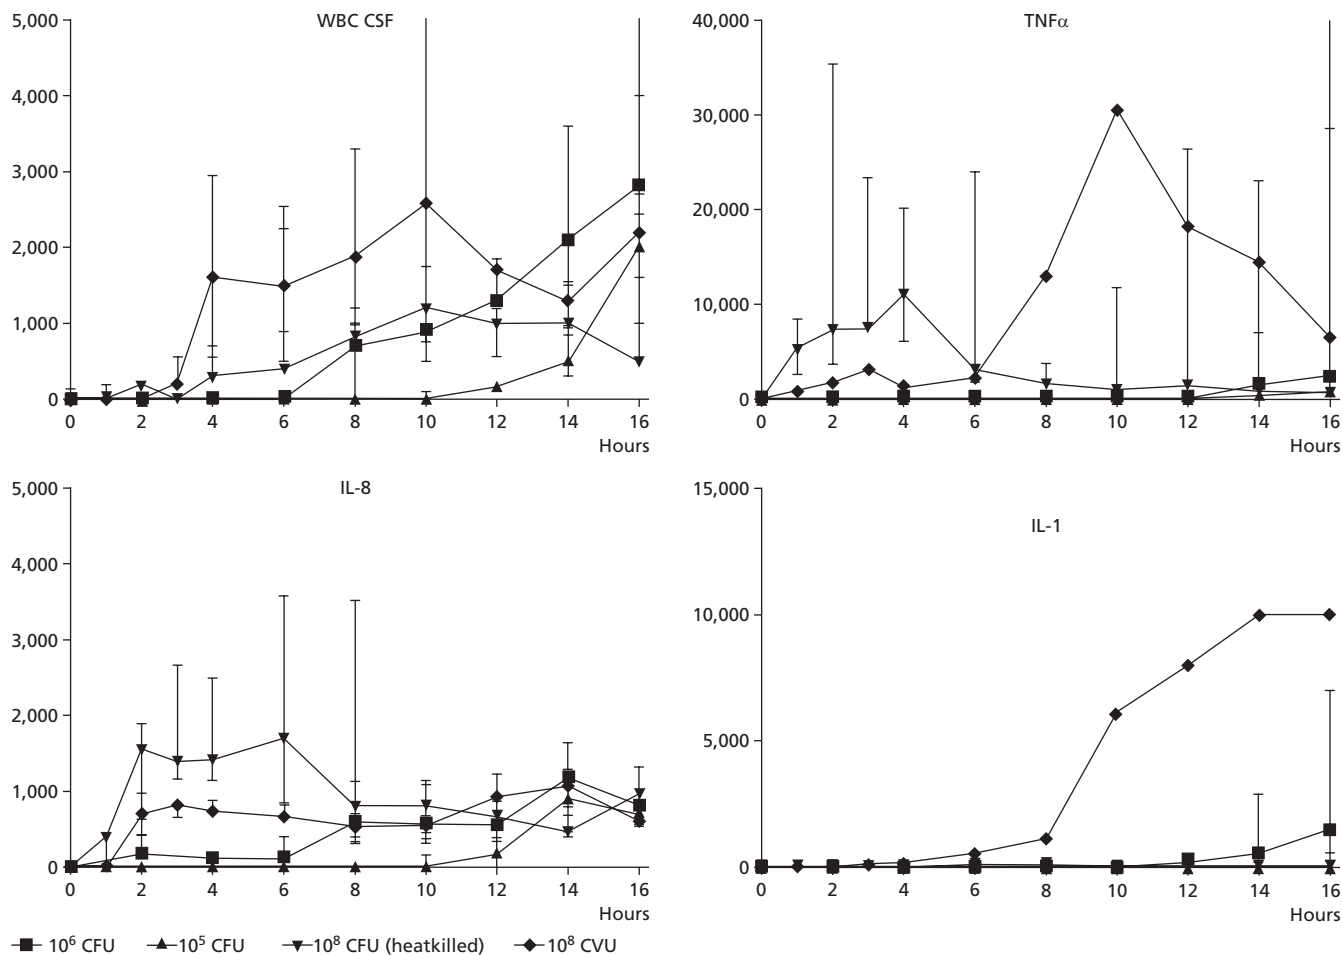 WBC CSF
5,000
4,000
3,000
2,000
1,000
0
0 2 4 6 8 10 12 14 16
Hours
TNFα
40,000
30,000
20,000
10,000
0
0 2 4 6 8 10 12 14 16
Hours
IL-8
5,000
4,000
3,000
2,000
1,000
0
0 2 4 6 8 10 12 14 16
Hours
IL-1
15,000
10,000
5,000
0
0 2 4 6 8 10 12 14 16
Hours
10⁶ CFU 10⁵ CFU 10⁸ CFU (heatkilled) 10⁸ CVU